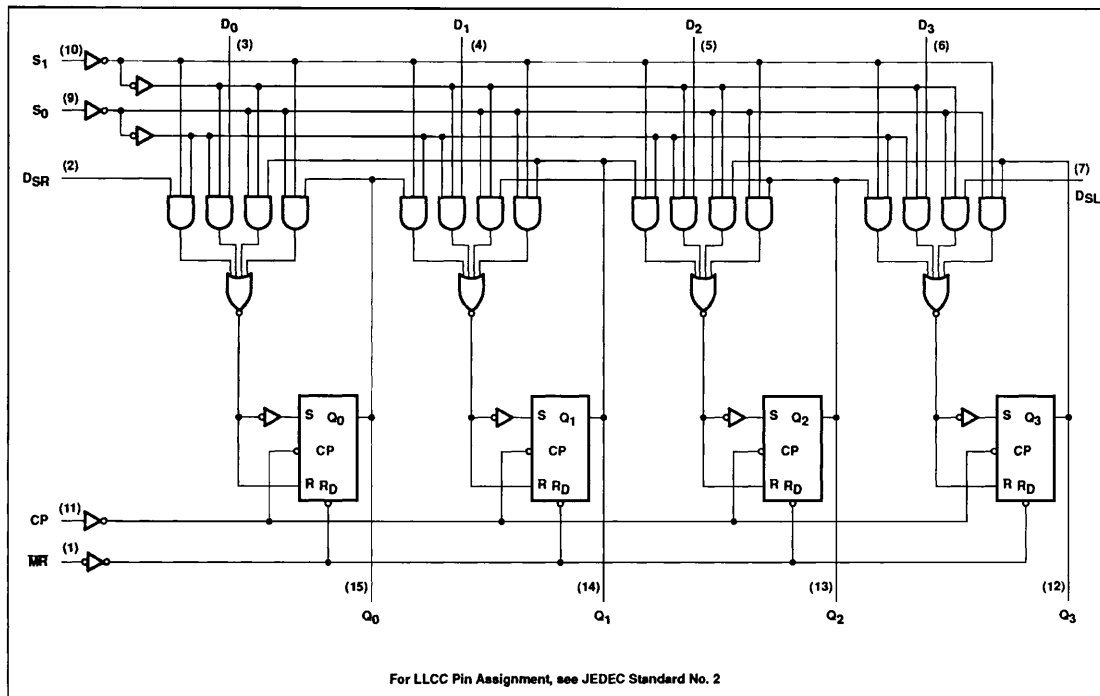 D0 D1 D2 D3
(3) (4) (5) (6)
(10)
S1
(9)
S0
(2) (7)
DSR DSL
S Q0 S Q1 S Q2 S Q3
CP CP CP CP
R RD R RD R RD R RD
(11)
CP
(1)
MR
(15) (14) (13) (12)
Q0 Q1 Q2 Q3
For LLCC Pin Assignment, see JEDEC Standard No. 2